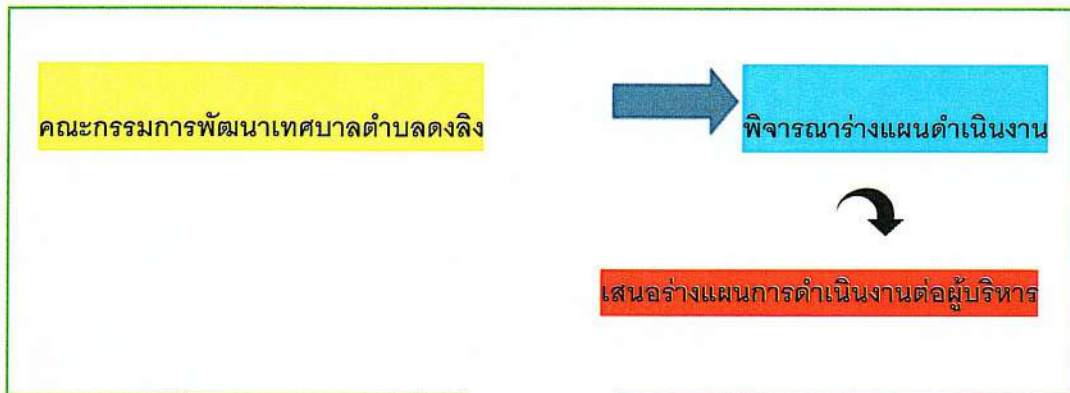 คณะกรรมการพัฒนาเทศบาลตำบลดงลิง
พิจารณาร่างแผนดำเนินงาน
เสนอร่างแผนการดำเนินงานต่อผู้บริหาร